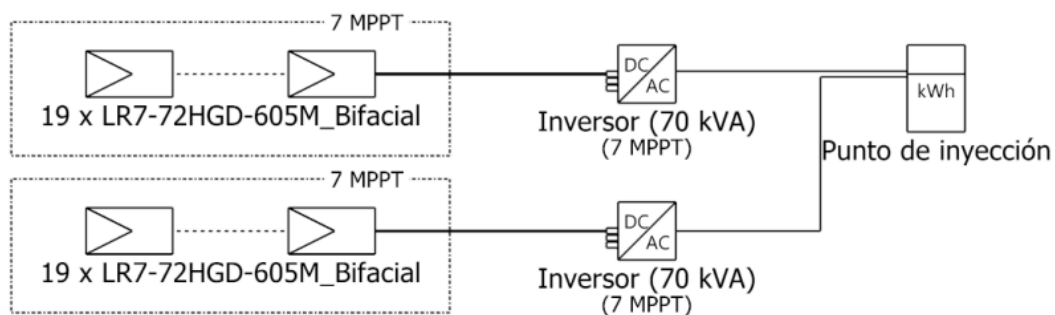 7 MPPT
19 x LR7-72HGD-605M_Bifacial
DC
AC
Inversor (70 kVA)
(7 MPPT)
kWh
Punto de inyección
7 MPPT
19 x LR7-72HGD-605M_Bifacial
DC
AC
Inversor (70 kVA)
(7 MPPT)